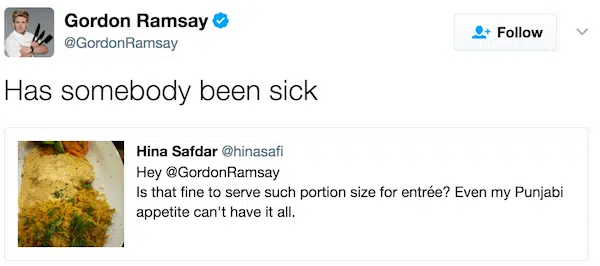 Gordon Ramsay
@GordonRamsay
Follow
Has somebody been sick
Hina Safdar @hinasafi
Hey @GordonRamsay
Is that fine to serve such portion size for entrée? Even my Punjabi
appetite can't have it all.